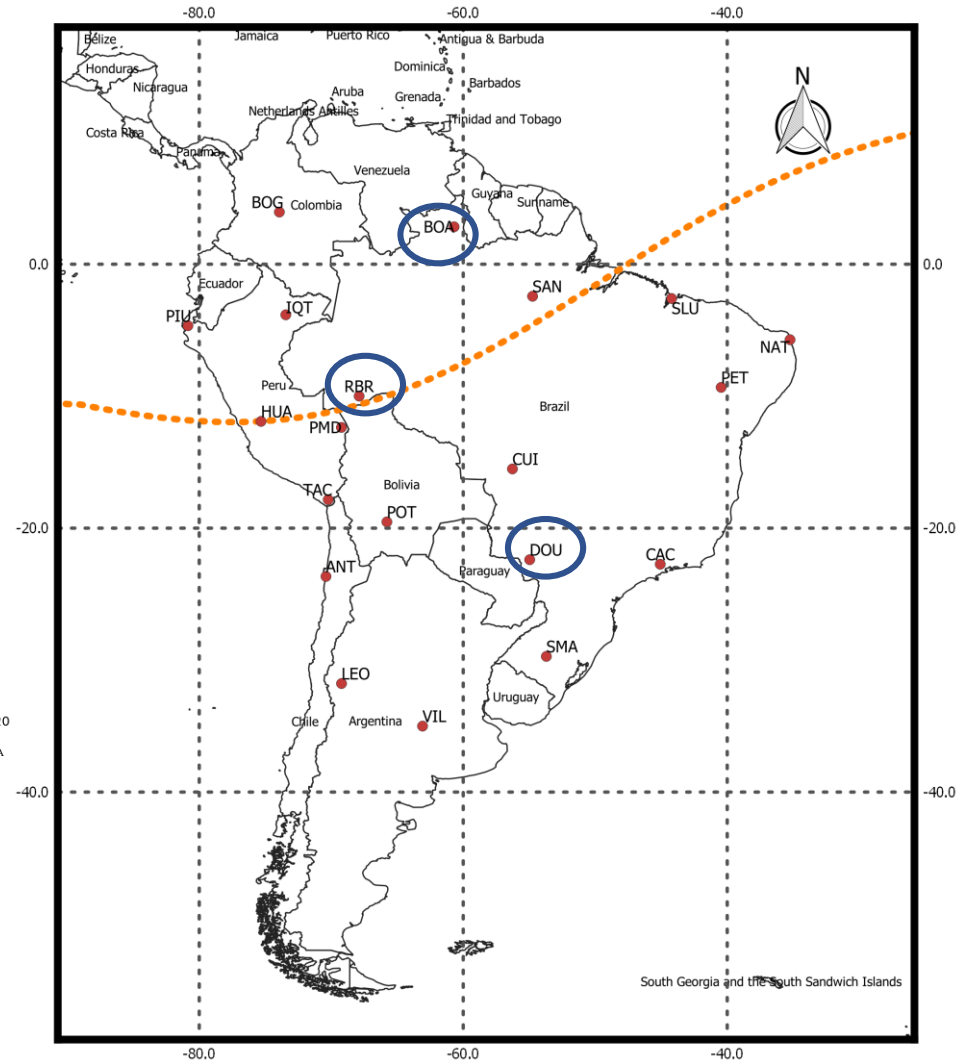 -80.0 -60.0 -40.0
Belize
Jamaica
Puerto Rico
Antigua & Barbuda
Honduras
Dominica
Nicaragua
N
Barbados
Aruba
Grenada
Netherlands Antilles
Trinidad and Tobago
Costa Rica
Panama
Venezuela
BOG
Colombia
Guyana
Suriname
BOA
0.0 0.0
Ecuador
SAN
PIU
IQT
SLU
NAT
Peru
RBR
PET
HUA
Brazil
PMD
CUI
TAC
Bolivia
POT
-20.0 -20.0
DOU
CAC
ANT
Paraguay
SMA
LEO
Uruguay
Chile
Argentina
VIL
20
A
-40.0 -40.0
South Georgia and the South Sandwich Islands
-80.0 -60.0 -40.0